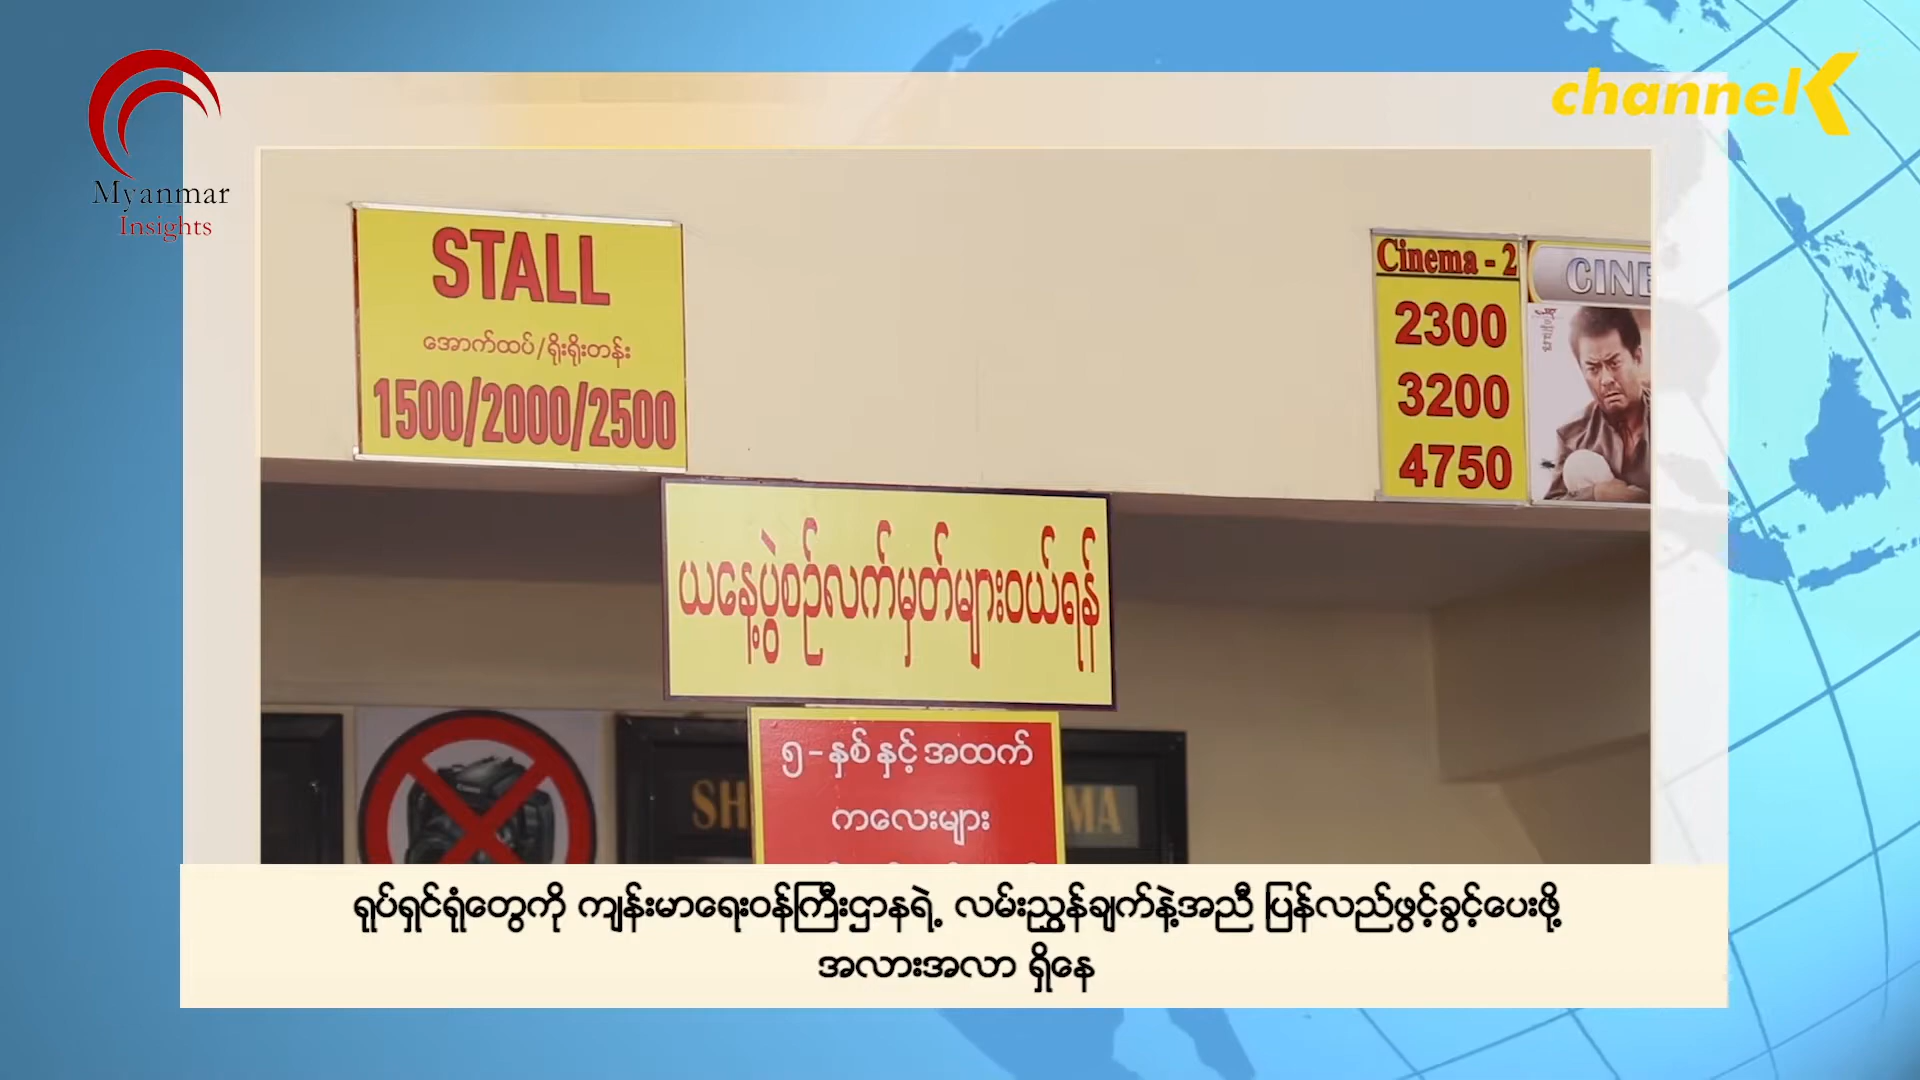 Myanmar
Insights
channelK
STALL
အောက်ထပ်/ရိုးရိုးတန်း
1500/2000/2500
Cinema - 2
2300
3200
4750
CINE
ယနေ့ပွဲစဉ်လက်မှတ်များဝယ်ရန်
၅-နှစ် နှင့် အထက်
ကလေးများ
SH
MA
ရုပ်ရှင်ရုံတွေကို ကျန်းမာရေးဝန်ကြီးဌာနရဲ့ လမ်းညွှန်ချက်နဲ့အညီ ပြန်လည်ဖွင့်ခွင့်ပေးဖို့
အလားအလာ ရှိနေ